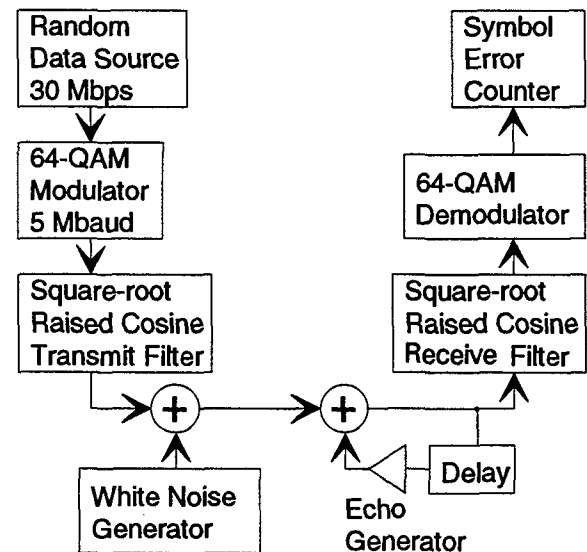 Random
Data Source
30 Mbps
64-QAM
Modulator
5 Mbaud
Square-root
Raised Cosine
Transmit Filter
+
White Noise
Generator
+
Echo
Generator
Delay
Square-root
Raised Cosine
Receive Filter
64-QAM
Demodulator
Symbol
Error
Counter